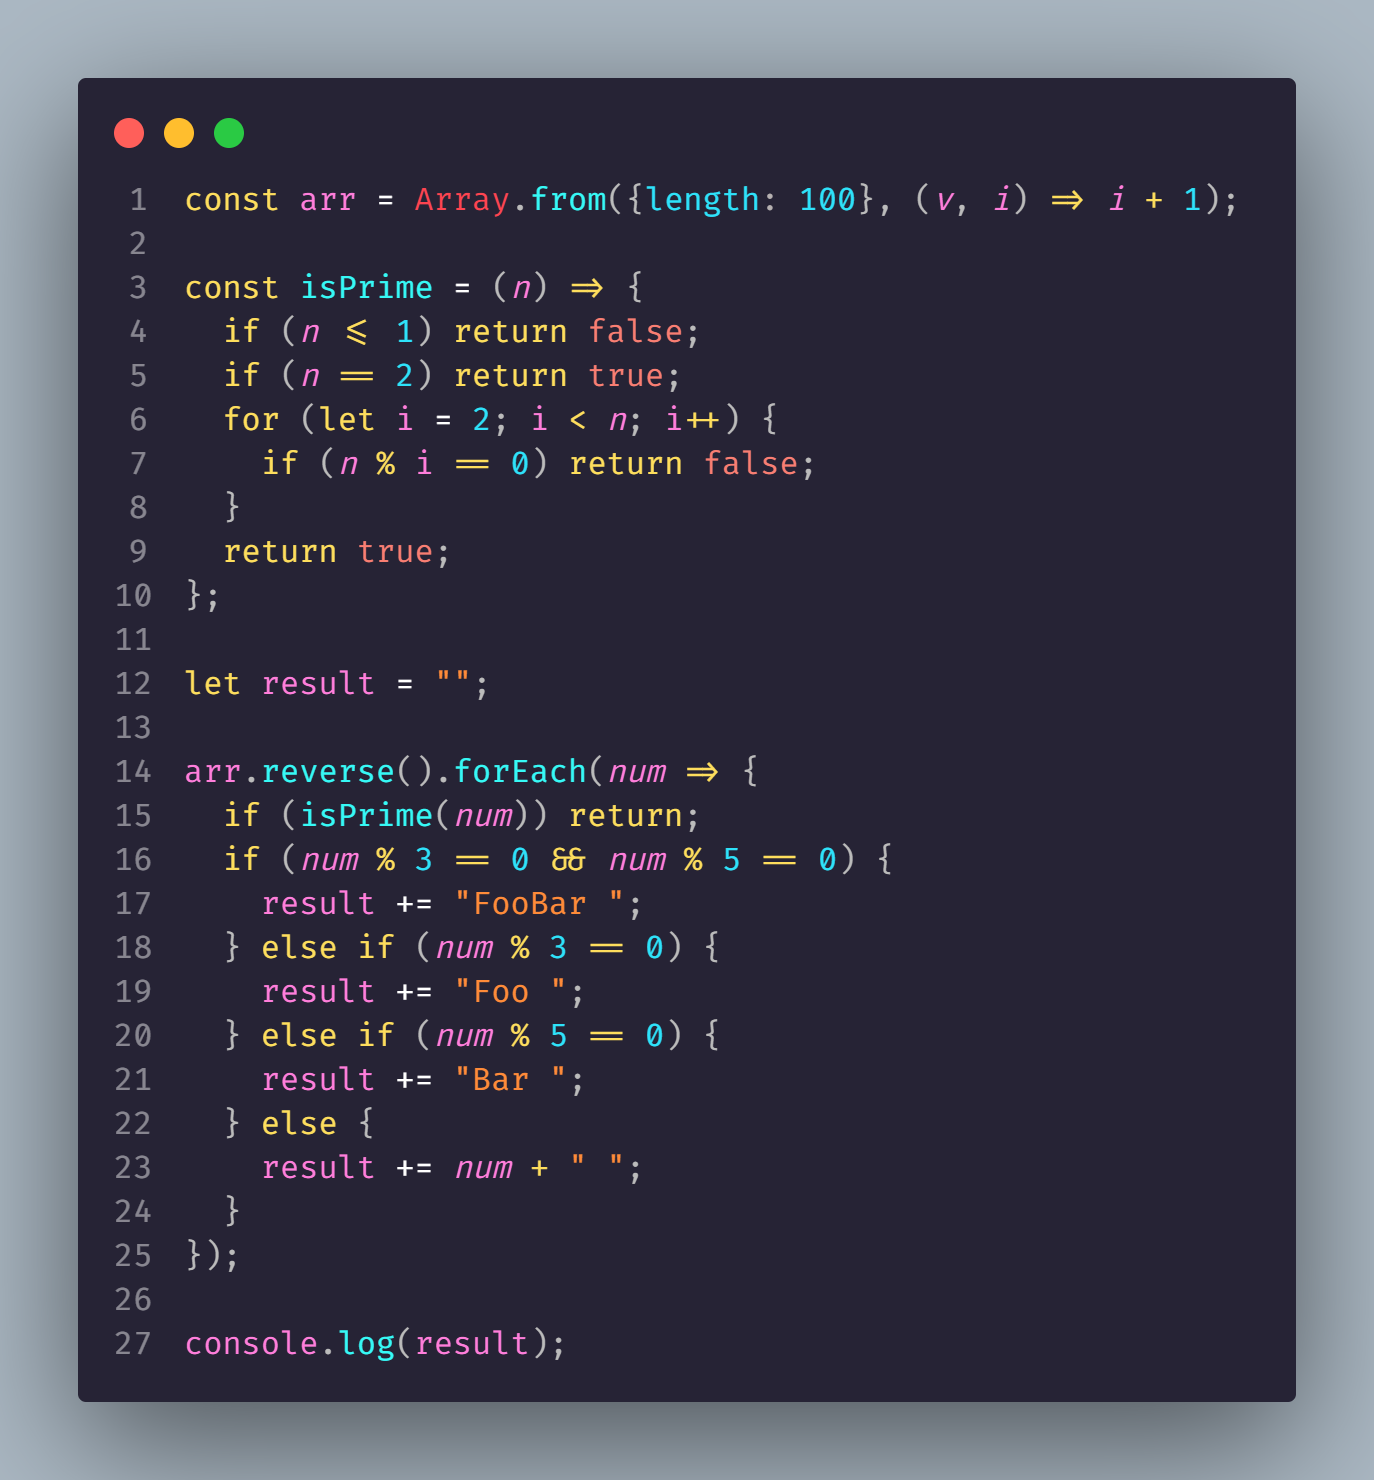 1 const arr = Array.from({length: 100}, (v, i) => i + 1);
2
3 const isPrime = (n) => {
4   if (n <= 1) return false;
5   if (n == 2) return true;
6   for (let i = 2; i < n; i++) {
7     if (n % i == 0) return false;
8   }
9   return true;
10 };
11
12 let result = "";
13
14 arr.reverse().forEach(num => {
15   if (isPrime(num)) return;
16   if (num % 3 == 0 && num % 5 == 0) {
17     result += "FooBar ";
18   } else if (num % 3 == 0) {
19     result += "Foo ";
20   } else if (num % 5 == 0) {
21     result += "Bar ";
22   } else {
23     result += num + " ";
24   }
25 });
26
27 console.log(result);